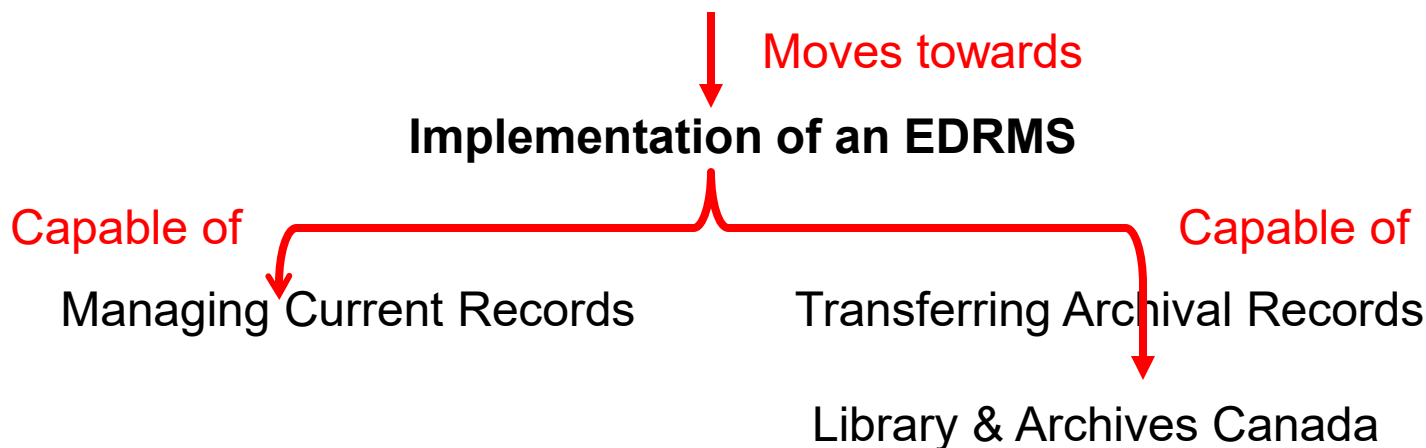 Moves towards
Implementation of an EDRMS
Capable of
Capable of
Managing Current Records
Transferring Archival Records
Library & Archives Canada